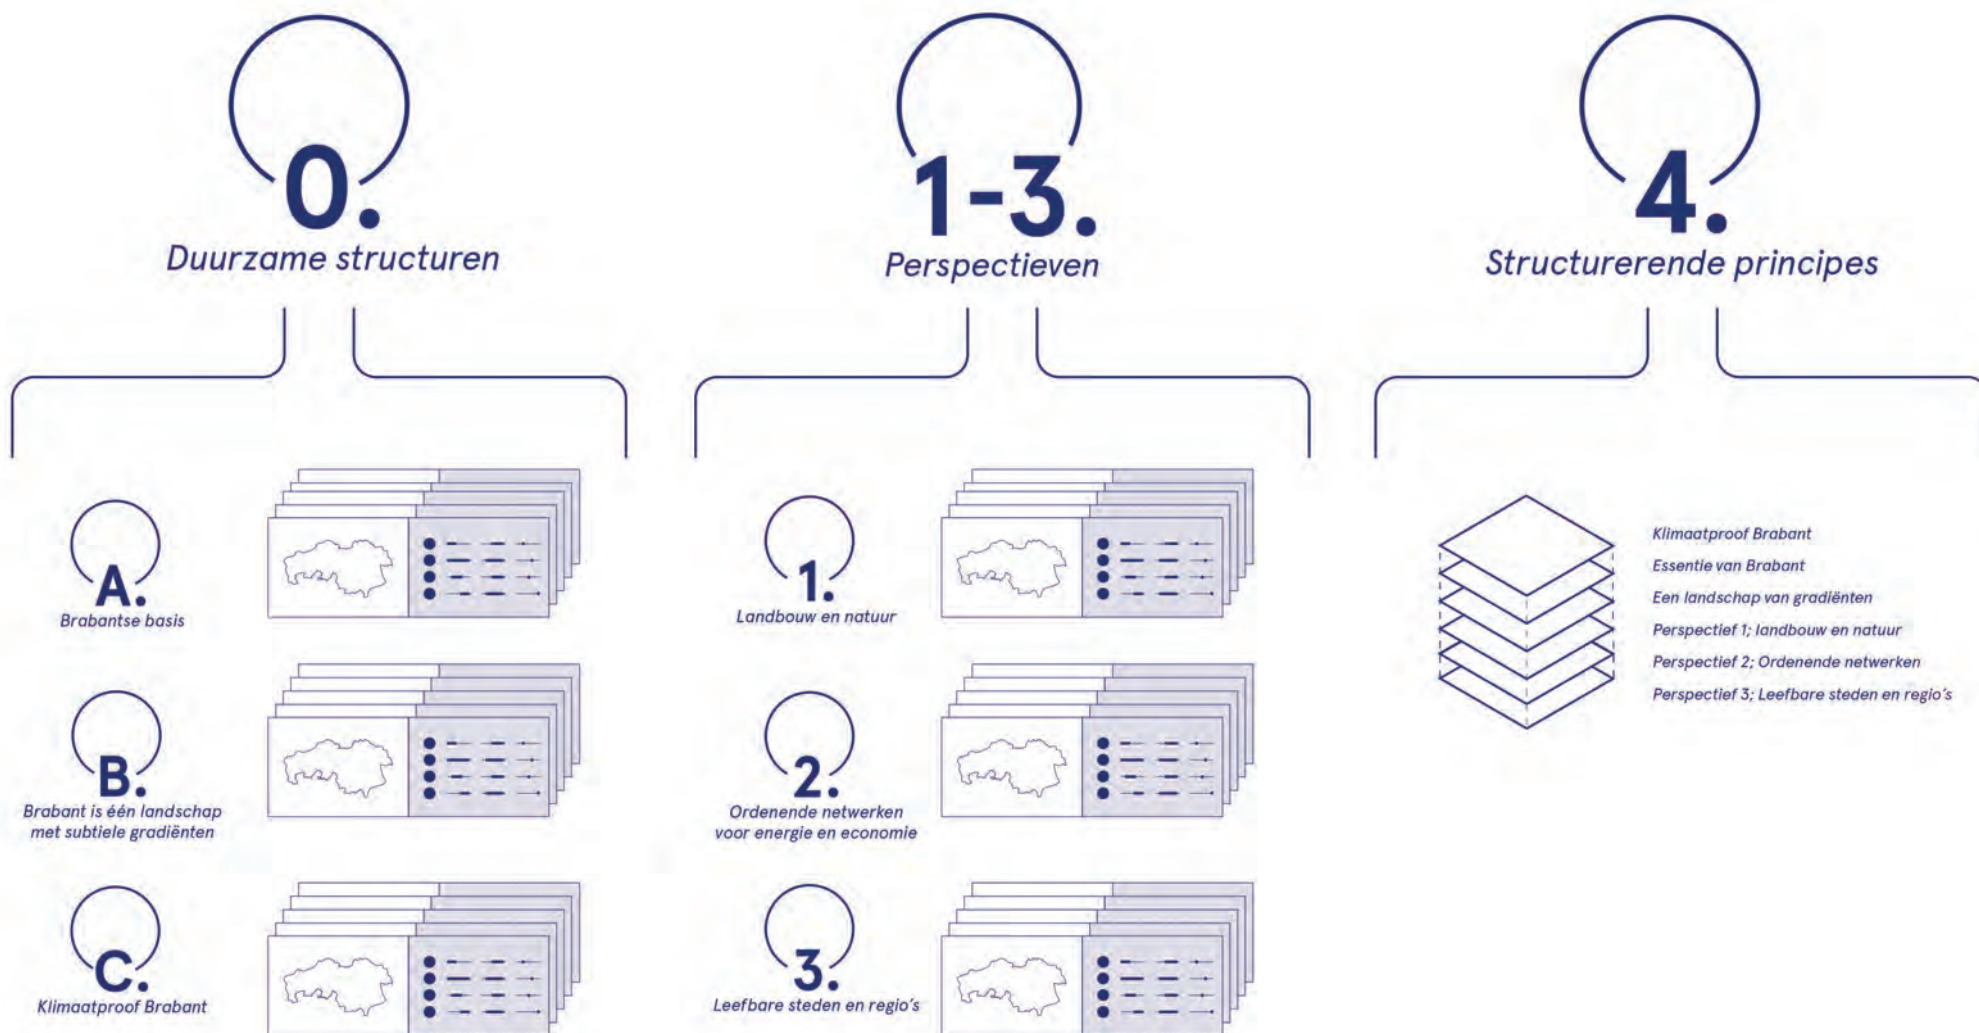 0.
Duurzame structuren
A.
Brabantse basis
B.
Brabant is één landschap
met subtiele gradiënten
C.
Klimaatproof Brabant
1-3.
Perspectieven
1.
Landbouw en natuur
2.
Ordenende netwerken
voor energie en economie
3.
Leefbare steden en regio's
4.
Structurerende principes
Klimaatproof Brabant
Essentie van Brabant
Een landschap van gradiënten
Perspectief 1; landbouw en natuur
Perspectief 2; Ordenende netwerken
Perspectief 3; Leefbare steden en regio's